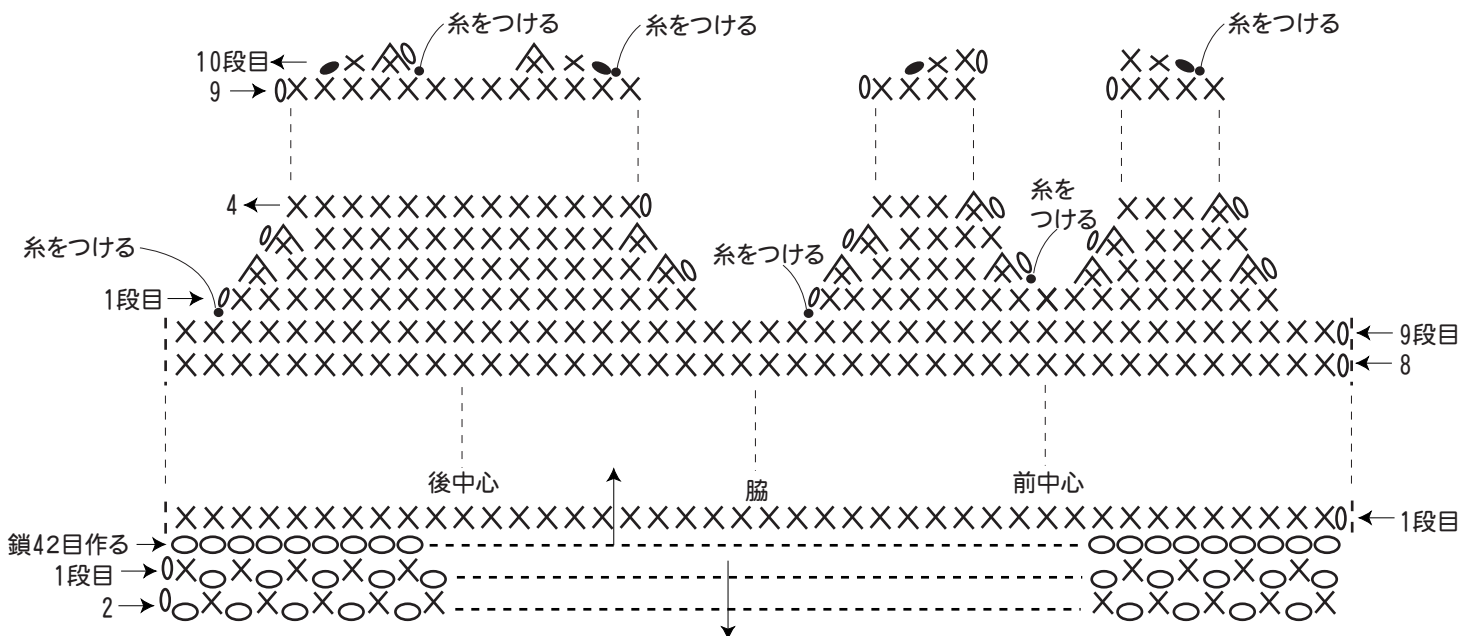 糸をつける
糸をつける
糸をつける
10段目
9
4
糸を
つける
糸をつける
糸をつける
1段目
9段目
8
後中心
脇
前中心
1段目
鎖42目作る
1段目
2